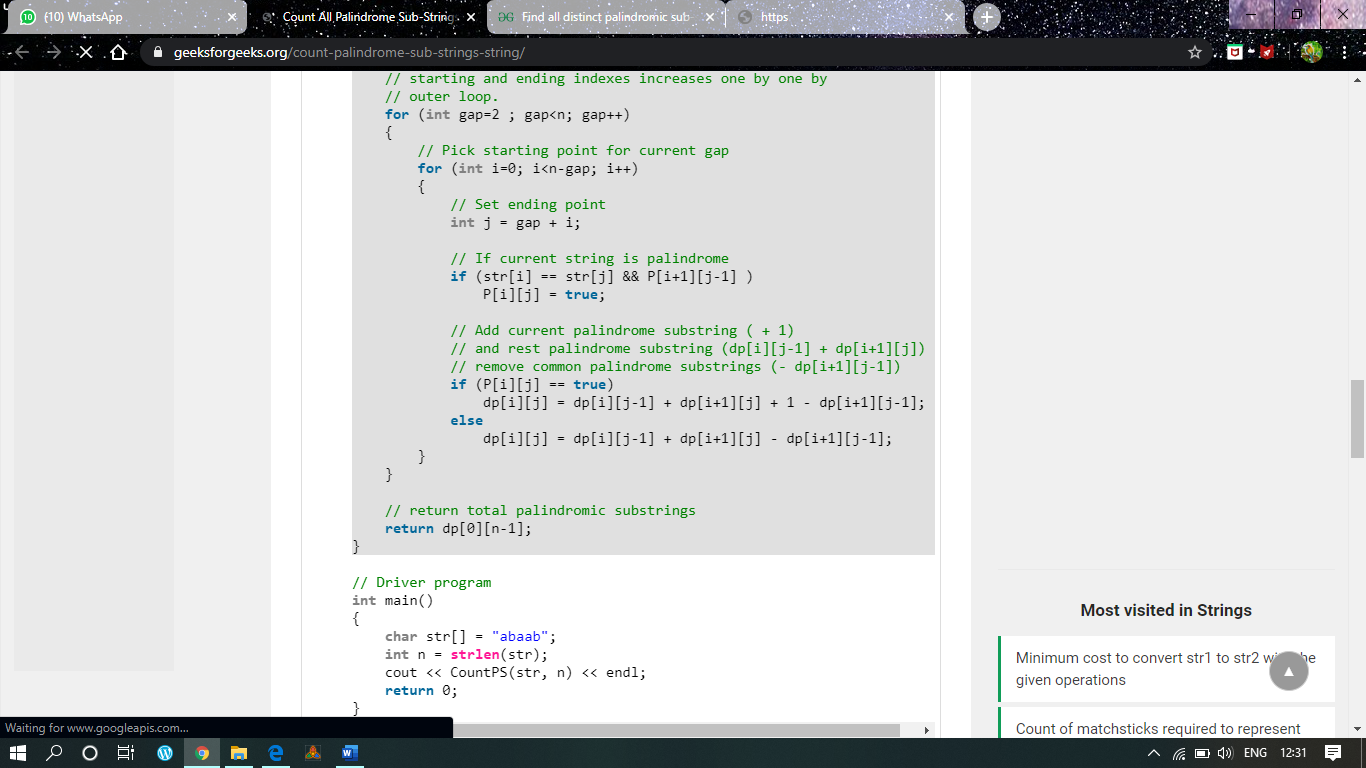 (10) WhatsApp
Count All Palindrome Sub-String
Find all distinct palindromic sub
https
geeksforgeeks.org/count-palindrome-sub-strings-string/
// starting and ending indexes increases one by one by
// outer loop.
for (int gap=2 ; gap<n; gap++)
{
// Pick starting point for current gap
for (int i=0; i<n-gap; i++)
{
// Set ending point
int j = gap + i;
// If current string is palindrome
if (str[i] == str[j] && P[i+1][j-1] )
P[i][j] = true;
// Add current palindrome substring ( + 1)
// and rest palindrome substring (dp[i][j-1] + dp[i+1][j])
// remove common palindrome substrings (- dp[i+1][j-1])
if (P[i][j] == true)
dp[i][j] = dp[i][j-1] + dp[i+1][j] + 1 - dp[i+1][j-1];
else
dp[i][j] = dp[i][j-1] + dp[i+1][j] - dp[i+1][j-1];
}
}
// return total palindromic substrings
return dp[0][n-1];
}
// Driver program
int main()
{
char str[] = "abaab";
int n = strlen(str);
cout << CountPS(str, n) << endl;
return 0;
}
Most visited in Strings
Minimum cost to convert str1 to str2 with the
given operations
Count of matchsticks required to represent
Waiting for www.googleapis.com...
ENG 12:31